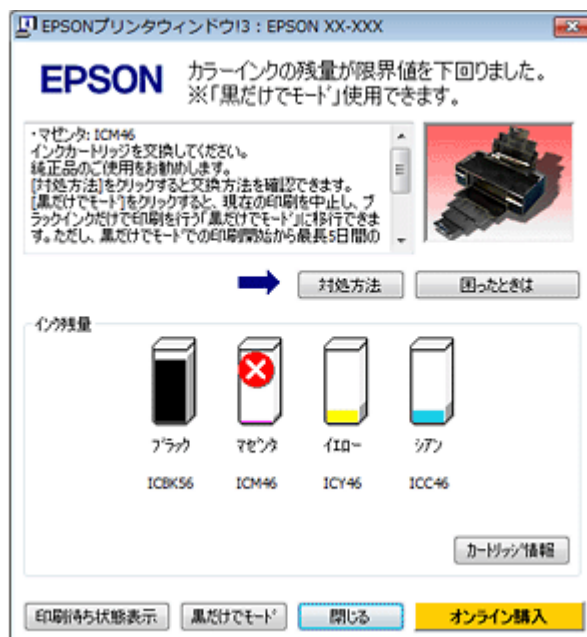 EPSONプリンタウィンドウ!3 : EPSON XX-XXX
EPSON
カラーインクの残量が限界値を下回りました。
※「黒だけでモード」使用できます。
・マゼンタ: ICM46
インクカートリッジを交換してください。
純正品のご使用をお勧めします。
[対処方法]をクリックすると交換方法を確認できます。
[黒だけでモード]をクリックすると、現在の印刷を中止し、ブ
ラックインクだけで印刷を行う「黒だけでモード」に移行できま
す。ただし、黒だけでモードでの印刷開始から最長5日間の
対処方法
困ったときは
インク残量
ブラック
マゼンタ
イエロー
シアン
ICBK56
ICM46
ICY46
ICC46
カートリッジ情報
印刷待ち状態表示
黒だけでモード
閉じる
オンライン購入